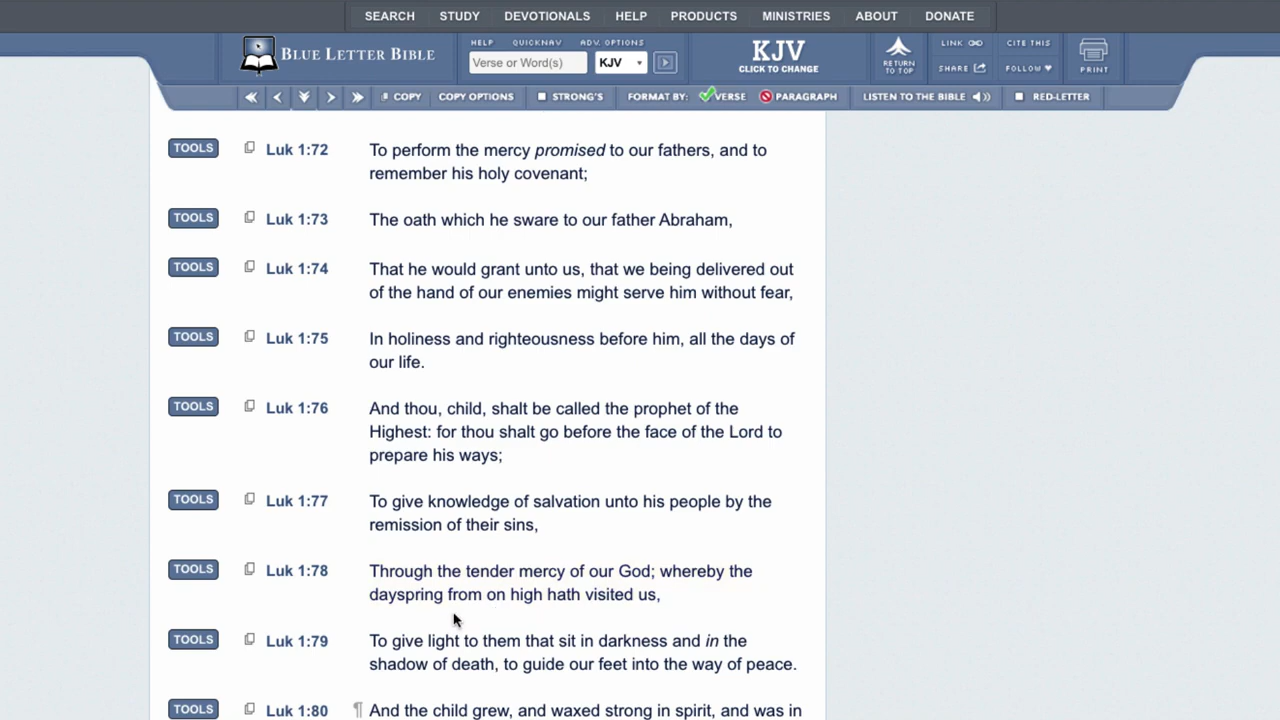 SEARCH STUDY DEVOTIONALS HELP PRODUCTS MINISTRIES ABOUT DONATE
BLUE LETTER BIBLE
HELP QUICKNAV ADV. OPTIONS
Verse or Word(s) KJV
KJV
CLICK TO CHANGE
RETURN
TO TOP
LINK CITE THIS
SHARE FOLLOW
PRINT
COPY COPY OPTIONS STRONG'S FORMAT BY: VERSE PARAGRAPH LISTEN TO THE BIBLE RED-LETTER
TOOLS Luk 1:72 To perform the mercy promised to our fathers, and to
remember his holy covenant;
TOOLS Luk 1:73 The oath which he sware to our father Abraham,
TOOLS Luk 1:74 That he would grant unto us, that we being delivered out
of the hand of our enemies might serve him without fear,
TOOLS Luk 1:75 In holiness and righteousness before him, all the days of
our life.
TOOLS Luk 1:76 And thou, child, shalt be called the prophet of the
Highest: for thou shalt go before the face of the Lord to
prepare his ways;
TOOLS Luk 1:77 To give knowledge of salvation unto his people by the
remission of their sins,
TOOLS Luk 1:78 Through the tender mercy of our God; whereby the
dayspring from on high hath visited us,
TOOLS Luk 1:79 To give light to them that sit in darkness and in the
shadow of death, to guide our feet into the way of peace.
TOOLS Luk 1:80 ¶ And the child grew, and waxed strong in spirit, and was in